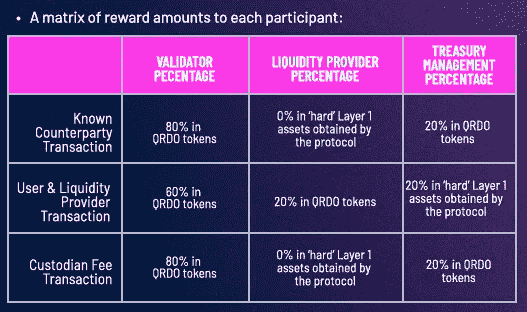 • A matrix of reward amounts to each participant:
VALIDATOR
PECENTAGE
LIQUIDITY PROVIDER
PERCENTAGE
TREASURY
MANAGEMENT
PERCENTAGE
Known
Counterparty
Transaction
80% in
QRDO tokens
0% in 'hard' Layer 1
assets obtained by
the protocol
20% in QRDO
tokens
User & Liquidity
Provider
Transaction
60% in
QRDO tokens
20% in QRDO tokens
20% in 'hard' Layer 1
assets obtained by
the protocol
Custodian Fee
Transaction
80% in
QRDO tokens
0% in 'hard' Layer 1
assets obtained by
the protocol
20% in QRDO
tokens